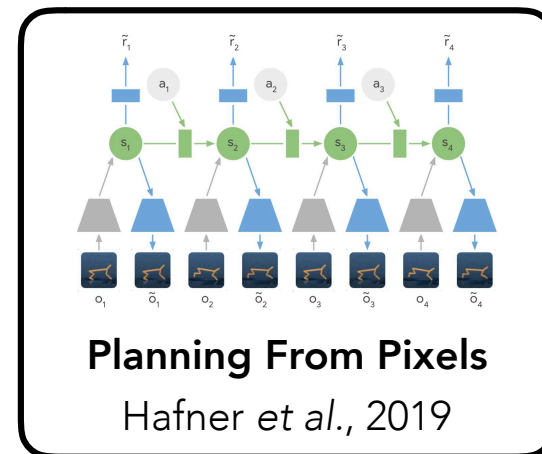 r̃₁ r̃₂ r̃₃ r̃₄
a₁ a₂ a₃
s₁ s₂ s₃ s₄
o₁ õ₁ o₂ õ₂ o₃ õ₃ o₄ õ₄
Planning From Pixels
Hafner et al., 2019